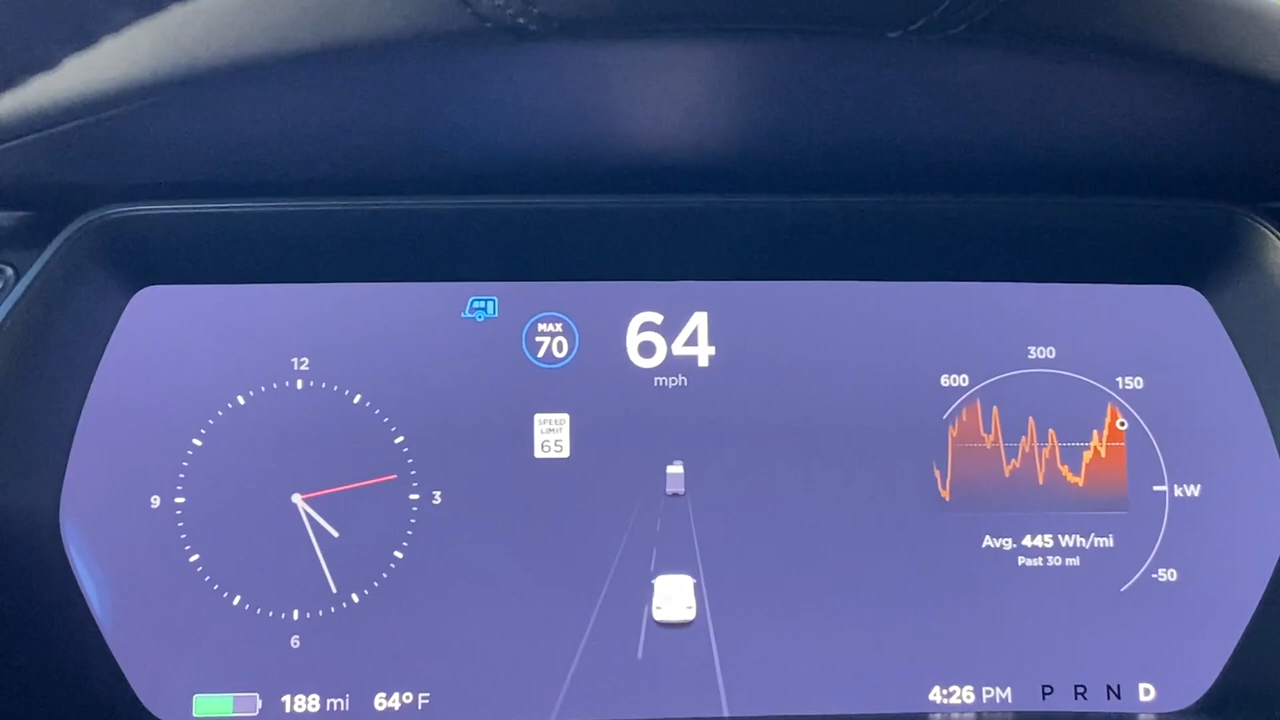 MAX
70
64
mph
SPEED
LIMIT
65
12
9
3
6
300
600
150
kW
-50
Avg. 445 Wh/mi
Past 30 mi
188 mi
64° F
4:26 PM
P R N D